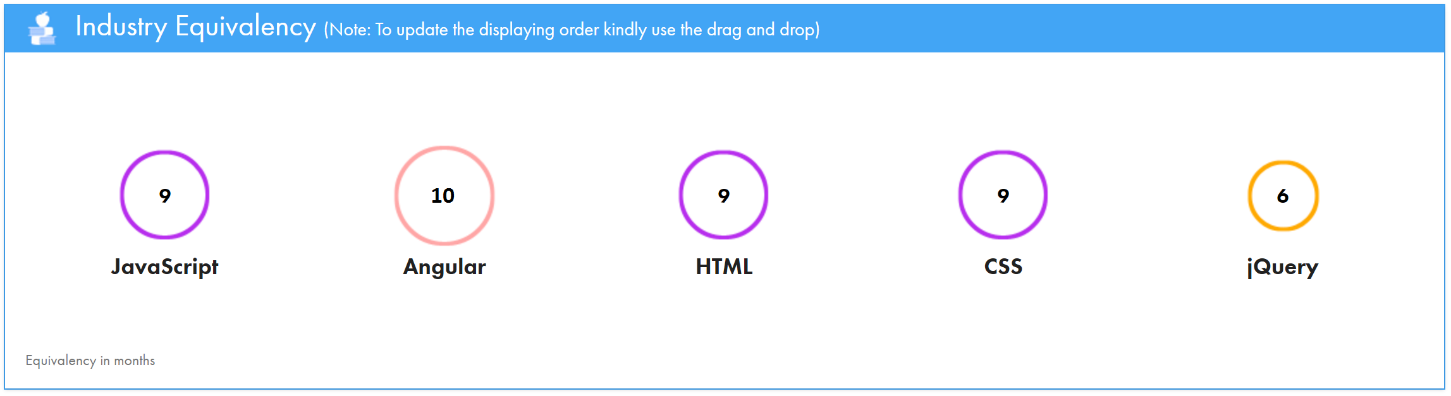 Industry Equivalency (Note: To update the displaying order kindly use the drag and drop)
9 10 9 9 6
JavaScript Angular HTML CSS jQuery
Equivalency in months